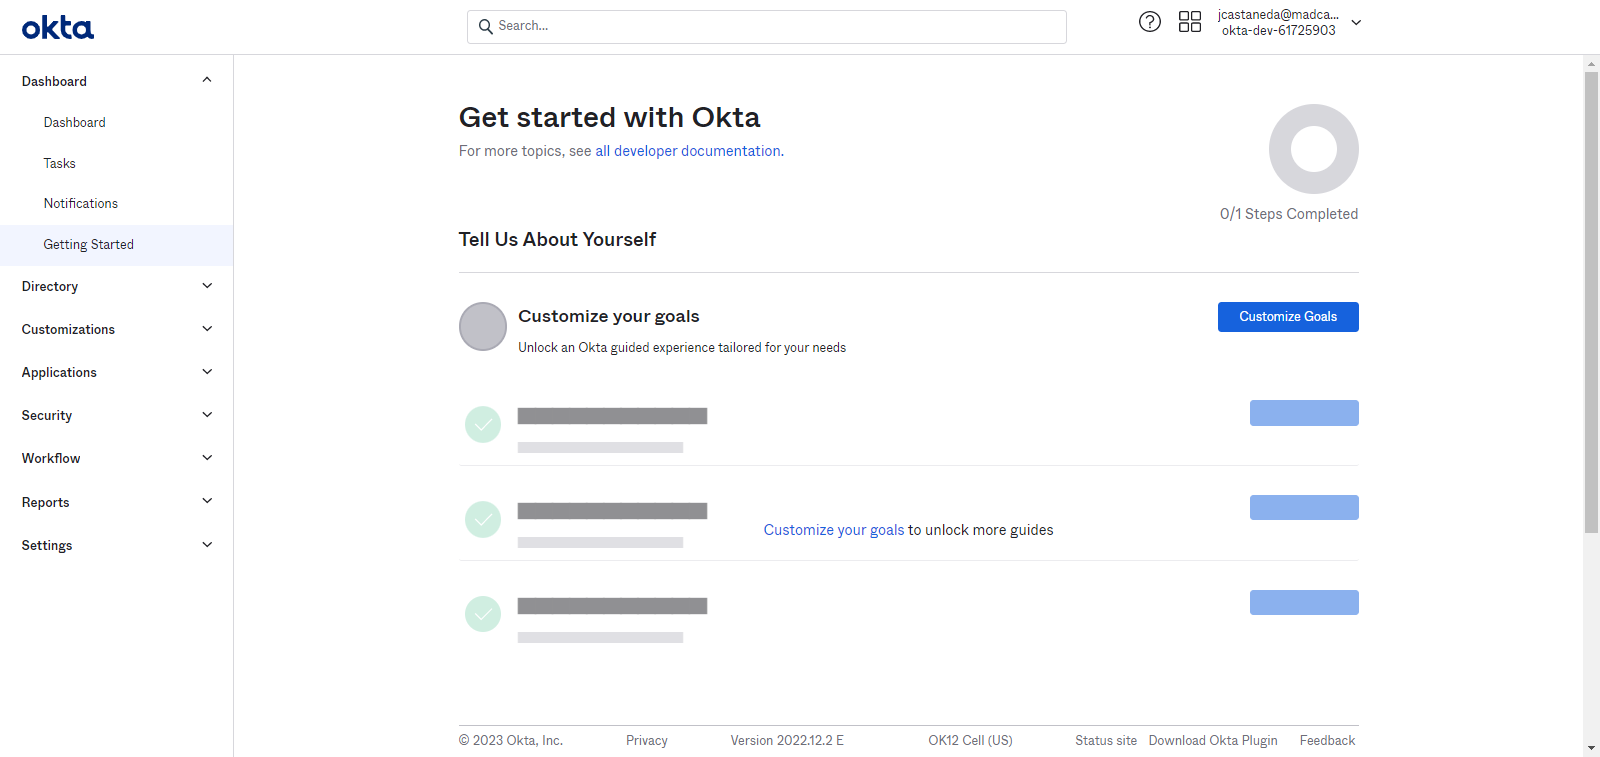 okta
Search...
jcastaneda@madca...
okta-dev-61725903
Dashboard
Dashboard
Tasks
Notifications
Getting Started
Directory
Customizations
Applications
Security
Workflow
Reports
Settings
Get started with Okta
For more topics, see all developer documentation.
0/1 Steps Completed
Tell Us About Yourself
Customize your goals
Customize Goals
Unlock an Okta guided experience tailored for your needs
Customize your goals to unlock more guides
© 2023 Okta, Inc. Privacy Version 2022.12.2 E OK12 Cell (US) Status site Download Okta Plugin Feedback